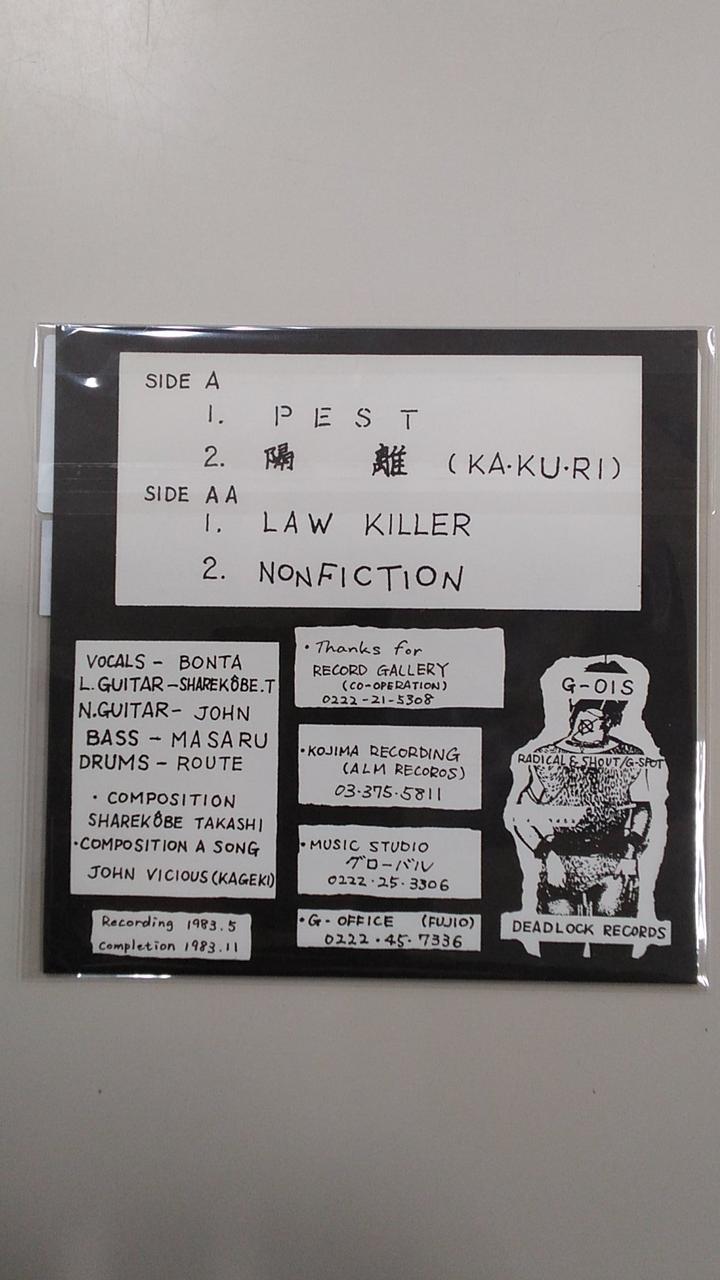 SIDE A
1. PEST
2. 隔離 (KA・KU・RI)
SIDE AA
1. LAW KILLER
2. NONFICTION
VOCALS - BONTA
L.GUITAR-SHAREKÔBE.T
N.GUITAR- JOHN
BASS - MASARU
DRUMS - ROUTE
・COMPOSITION
SHAREKÔBE TAKASHI
・COMPOSITION A SONG
JOHN VICIOUS(KAGEKI)
Recording 1983.5
Completion 1983.11
・Thanks for
RECORD GALLERY
(CO-OPERATION)
0222-21-5308
・KOJIMA RECORDING
(ALM RECOROS)
03・375・5811
・MUSIC STUDIO
グローバル
0222・25・3306
・G-OFFICE (FUJIO)
0222・45・7336
G-01S
RADICAL & SHOUT/G-SPOT
DEADLOCK RECORDS